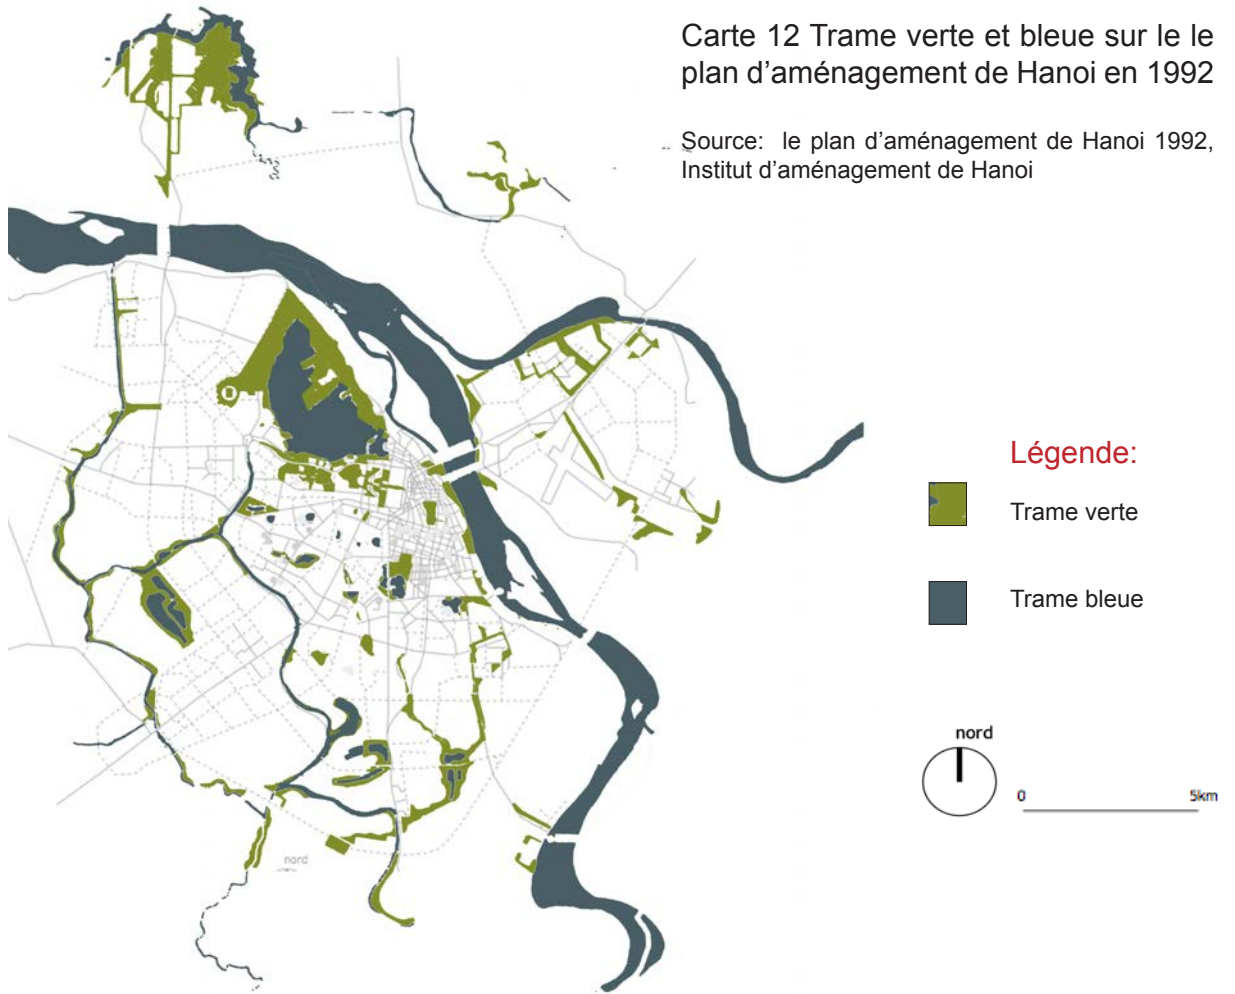 Carte 12 Trame verte et bleue sur le le
plan d'aménagement de Hanoi en 1992
Source: le plan d'aménagement de Hanoi 1992,
Institut d'aménagement de Hanoi
Légende:
Trame verte
Trame bleue
nord
0 5km
nord